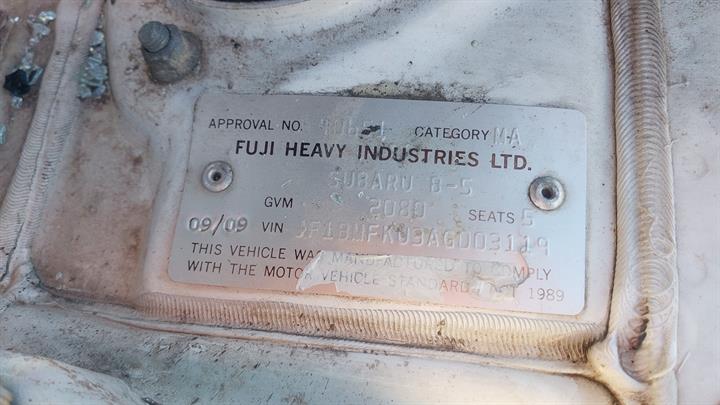 APPROVAL NO. CATEGORY MA
FUJI HEAVY INDUSTRIES LTD.
SUBARU B-5
GVM 2080 SEATS 5
09/09 VIN
THIS VEHICLE WAS MANUFACTURED TO COMPLY
WITH THE MOTOR VEHICLE STANDARDS ACT 1989